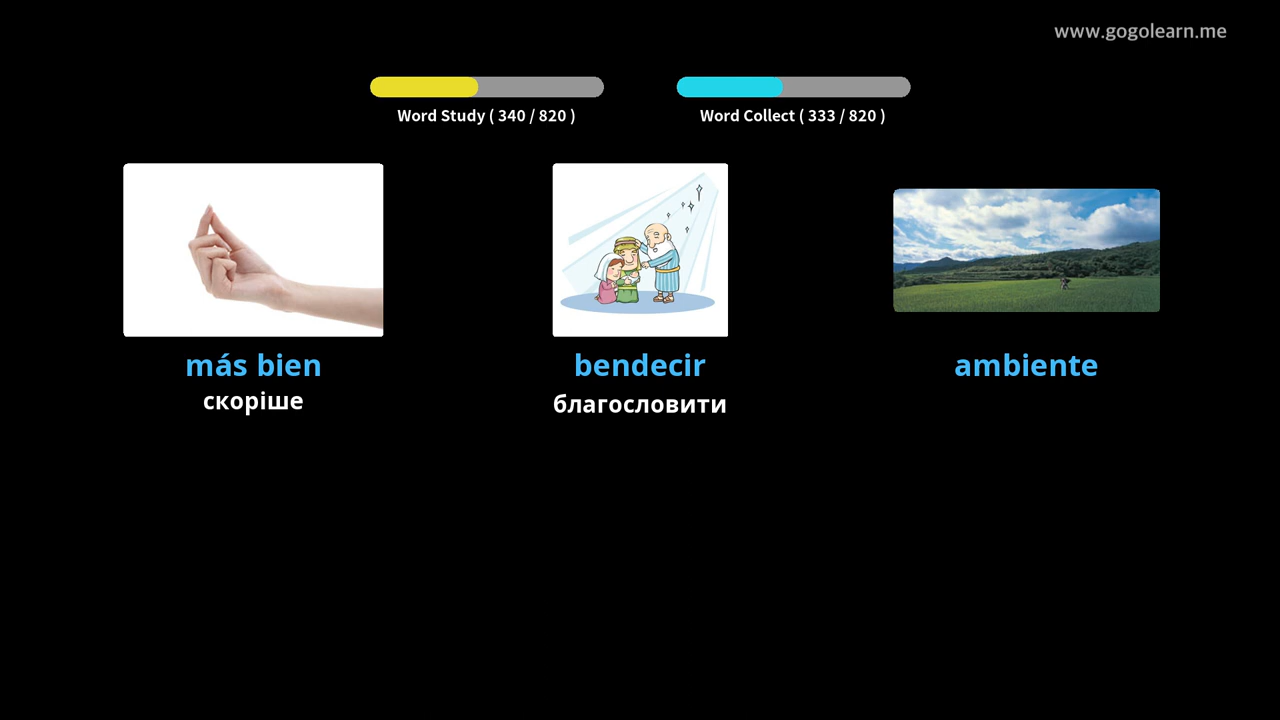 www.gogolearn.me
Word Study ( 340 / 820 )
Word Collect ( 333 / 820 )
más bien
скоріше
bendecir
благословити
ambiente